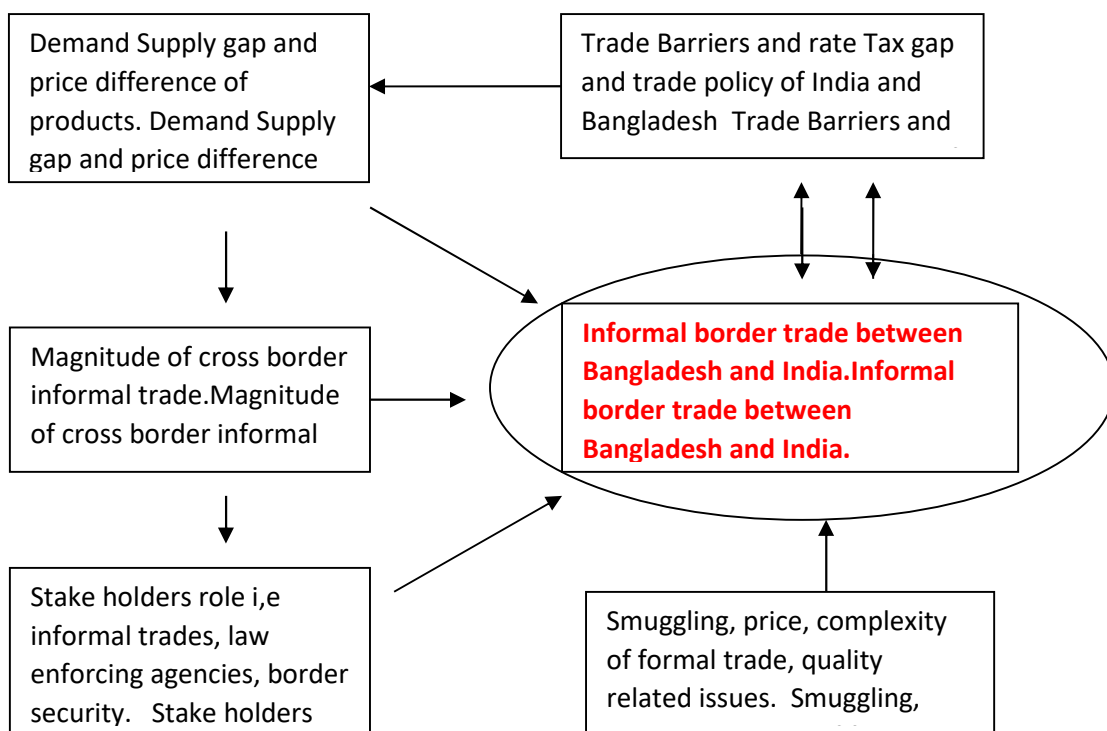 Demand Supply gap and
price difference of
products. Demand Supply
gap and price difference
Trade Barriers and rate Tax gap
and trade policy of India and
Bangladesh  Trade Barriers and
Informal border trade between
Bangladesh and India.Informal
border trade between
Bangladesh and India.
Magnitude of cross border
informal trade.Magnitude
of cross border informal
Stake holders role i,e
informal trades, law
enforcing agencies, border
security.   Stake holders
Smuggling, price, complexity
of formal trade, quality
related issues.  Smuggling,